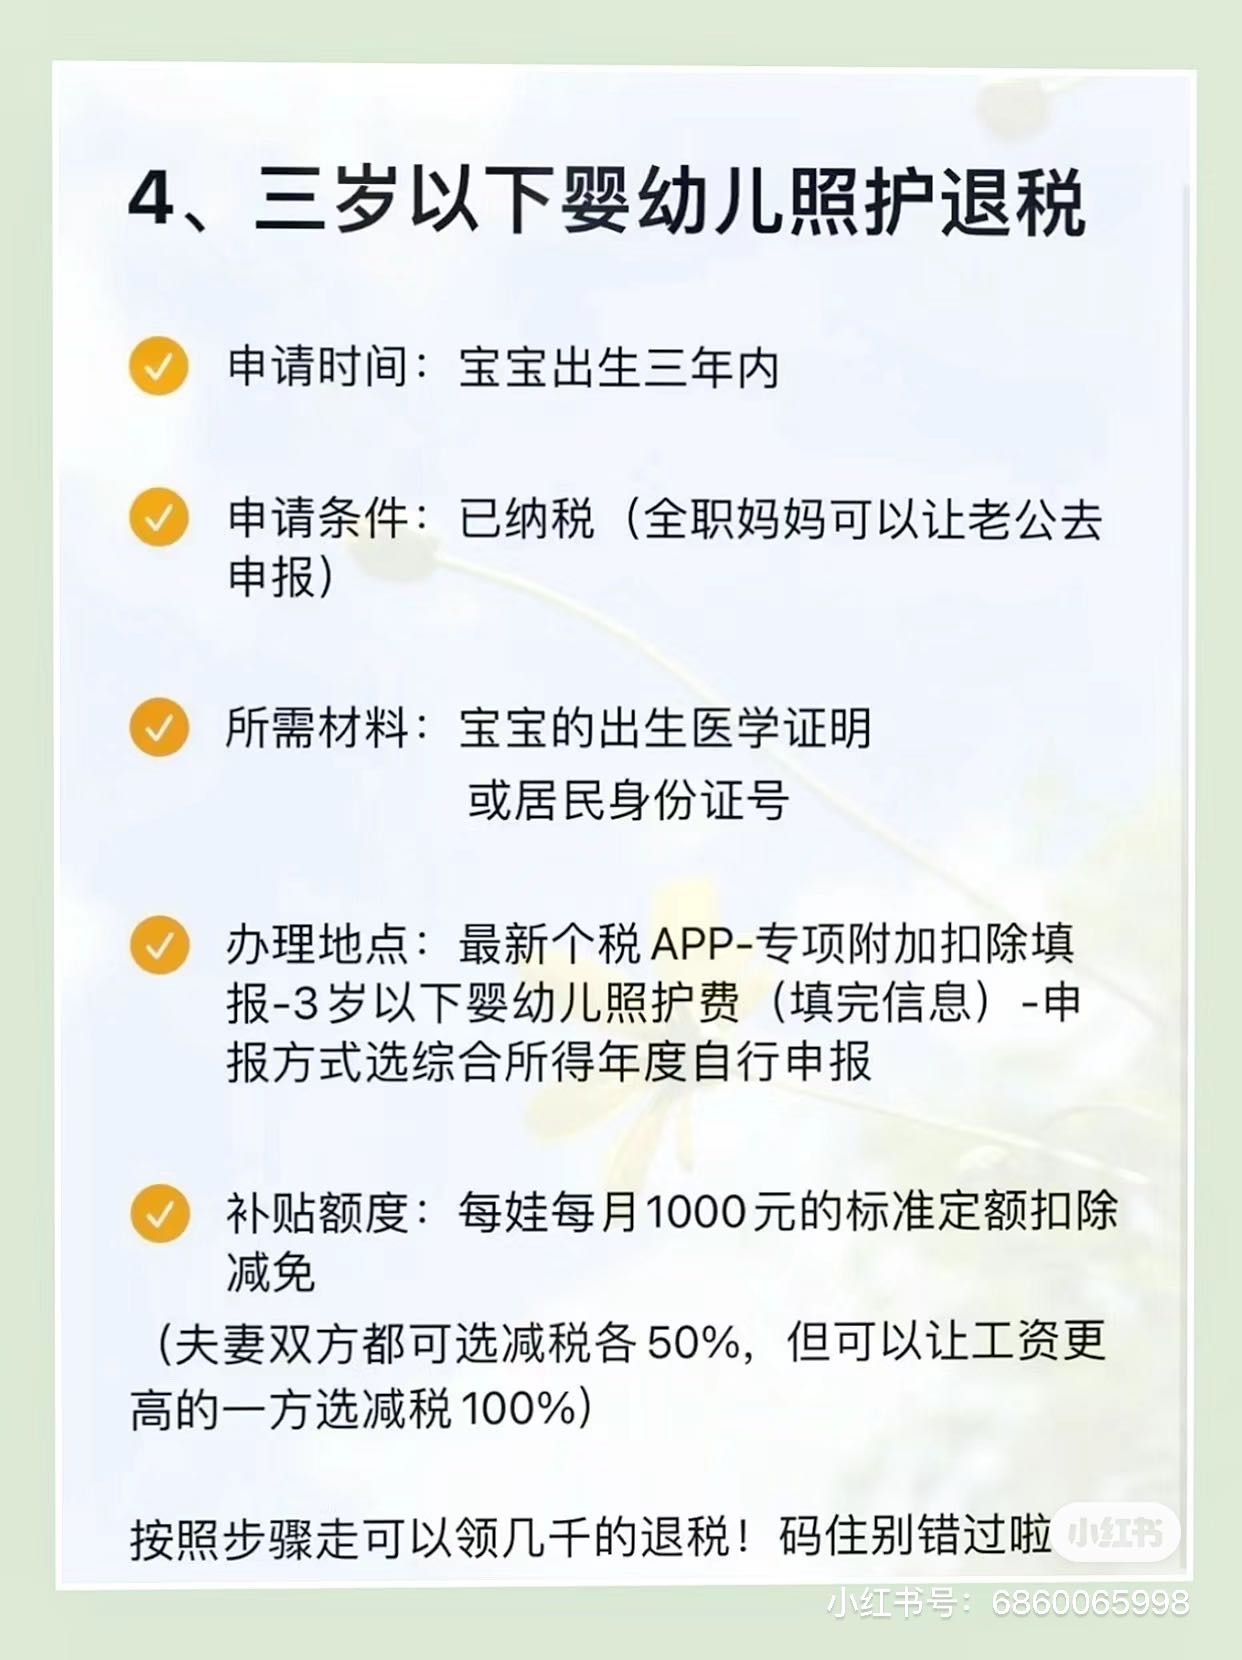 4、三岁以下婴幼儿照护退税
申请时间：宝宝出生三年内
申请条件：已纳税（全职妈妈可以让老公去
申报）
所需材料：宝宝的出生医学证明
或居民身份证号
办理地点：最新个税APP-专项附加扣除填
报-3岁以下婴幼儿照护费（填完信息）-申
报方式选综合所得年度自行申报
补贴额度：每娃每月1000元的标准定额扣除
减免
（夫妻双方都可选减税各50%，但可以让工资更
高的一方选减税100%）
按照步骤走可以领几千的退税！码住别错过啦
小红书
小红书号：6860065998